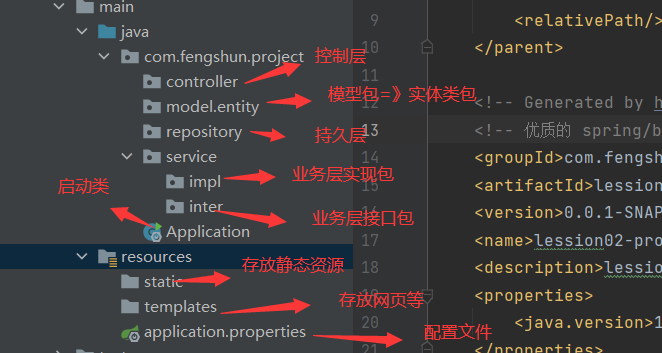 main
java
com.fengshun.project 控制层
controller
model.entity 模型包=》实体类包
repository 持久层
service
impl 业务层实现包
启动类
inter 业务层接口包
Application
resources
static 存放静态资源
templates 存放网页等
application.properties 配置文件
9 <relativePath/>
10 </parent>
11
12 <!-- Generated by h
13 <!-- 优质的 spring/b
14 <groupId>com.fengsh
15 <artifactId>lession
16 <version>0.0.1-SNAP
17 <name>lession02-pro
18 <description>lessio
19 <properties>
20 <java.version>1
21 </properties>